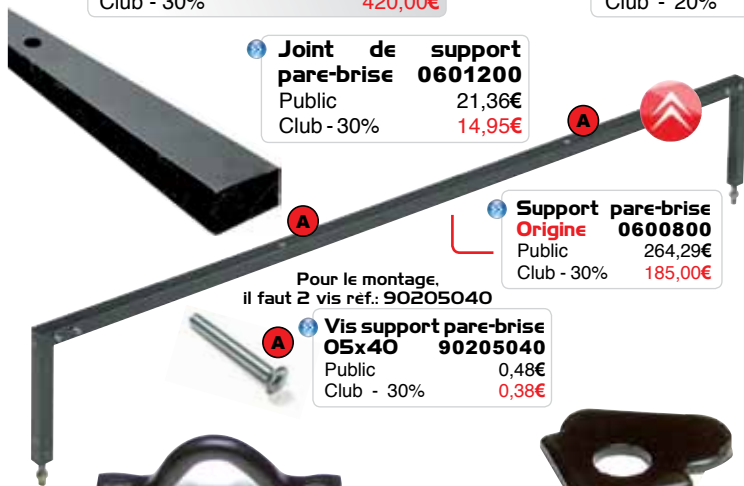 Club - 30% 420,00€
Club - 20%
Joint de support
pare-brise 0601200
Public 21,36€
Club - 30% 14,95€
A
A
Support pare-brise
Origine 0600800
Public 264,29€
Club - 30% 185,00€
Pour le montage,
il faut 2 vis réf.: 90205040
A
Vis support pare-brise
05x40 90205040
Public 0,48€
Club - 30% 0,38€